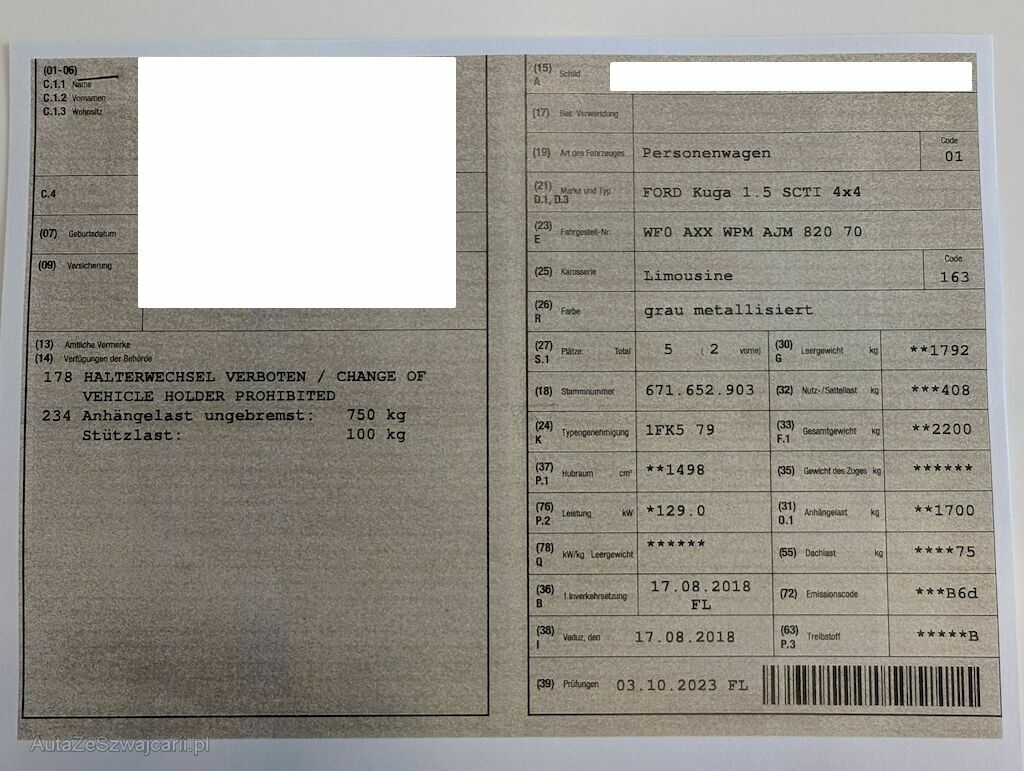 (01-06)
C.1.1 Name
C.1.2 Vornamen
C.1.3 Wohnsitz
C.4
(07) Geburtsdatum
(09) Versicherung
(13) Amtliche Vermerke
(14) Verfügungen der Behörde
178 HALTERWECHSEL VERBOTEN / CHANGE OF
VEHICLE HOLDER PROHIBITED
234 Anhängelast ungebremst: 750 kg
Stützlast: 100 kg
(15) A Schild
(17) Bes. Verwendung
(19) Art des Fahrzeuges Personenwagen Code 01
(21) D.1, D.3 Marke und Typ FORD Kuga 1.5 SCTI 4x4
(23) E Fahrgestell-Nr. WF0 AXX WPM AJM 820 70
(25) Karosserie Limousine Code 163
(26) R Farbe grau metallisiert
(27) S.1 Plätze: Total 5 ( 2 vorne) (30) G Leergewicht kg **1792
(18) Stammnummer 671.652.903 (32) Nutz-/Sattellast kg ***408
(24) K Typengenehmigung 1FK5 79 (33) F.1 Gesamtgewicht kg **2200
(37) P.1 Hubraum cm³ **1498 (35) Gewicht des Zuges kg ******
(76) P.2 Leistung kW *129.0 (31) O.1 Anhängelast kg **1700
(78) Q kW/kg Leergewicht ****** (55) Dachlast kg ****75
(36) B 1. Inverkehrsetzung 17.08.2018 FL (72) Emissionscode ***B6d
(38) I Vaduz, den 17.08.2018 (63) P.3 Treibstoff *****B
(39) Prüfungen 03.10.2023 FL
AutaZeSzwajcarii.pl